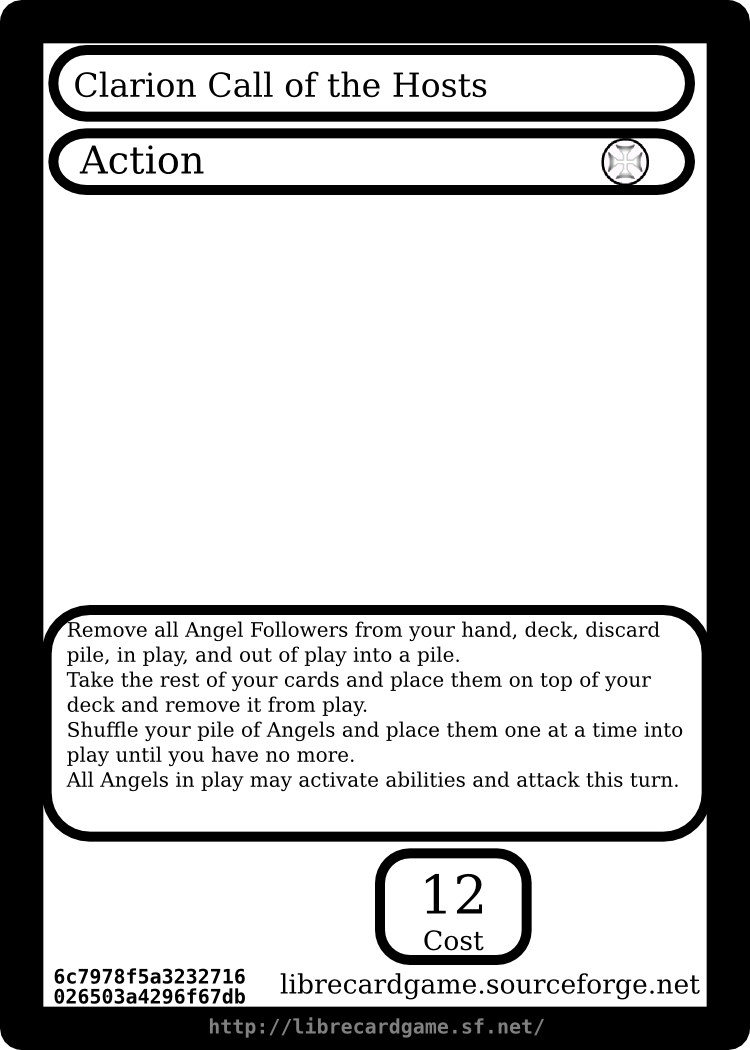 Clarion Call of the Hosts
Action
Remove all Angel Followers from your hand, deck, discard
pile, in play, and out of play into a pile.
Take the rest of your cards and place them on top of your
deck and remove it from play.
Shuffle your pile of Angels and place them one at a time into
play until you have no more.
All Angels in play may activate abilities and attack this turn.
12
Cost
6c7978f5a3232716
026503a4296f67db
librecardgame.sourceforge.net
http://librecardgame.sf.net/